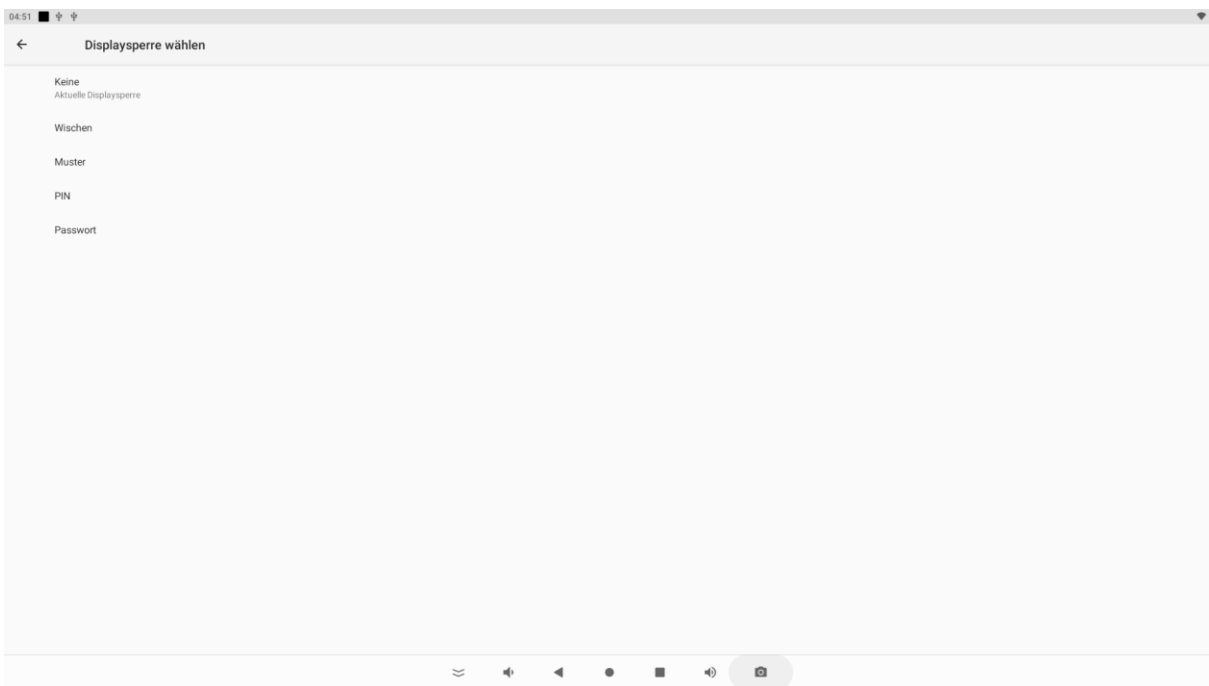 04:51
Displaysperre wählen
Keine
Aktuelle Displaysperre
Wischen
Muster
PIN
Passwort